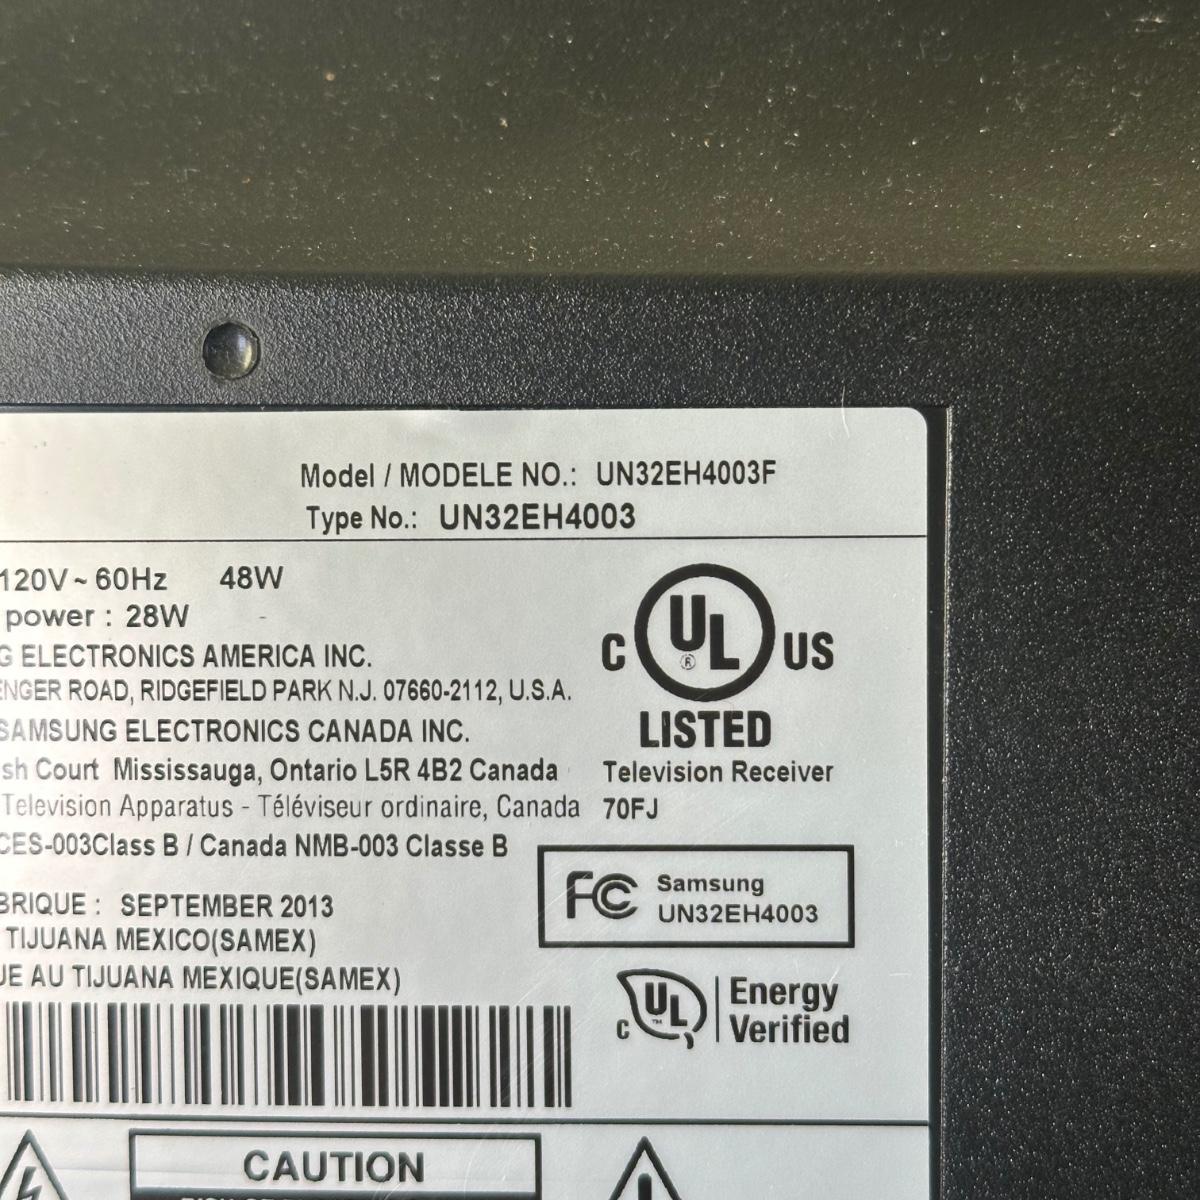 Model / MODELE NO.: UN32EH4003F
Type No.: UN32EH4003
120V ~ 60Hz 48W
power : 28W
G ELECTRONICS AMERICA INC.
ENGER ROAD, RIDGEFIELD PARK N.J. 07660-2112, U.S.A.
SAMSUNG ELECTRONICS CANADA INC.
sh Court Mississauga, Ontario L5R 4B2 Canada
Television Apparatus - Téléviseur ordinaire, Canada
CES-003Class B / Canada NMB-003 Classe B
BRIQUE : SEPTEMBER 2013
TIJUANA MEXICO(SAMEX)
UE AU TIJUANA MEXIQUE(SAMEX)
C UL ® US
LISTED
Television Receiver
70FJ
FC Samsung
UN32EH4003
C UL ™ Energy
Verified
CAUTION